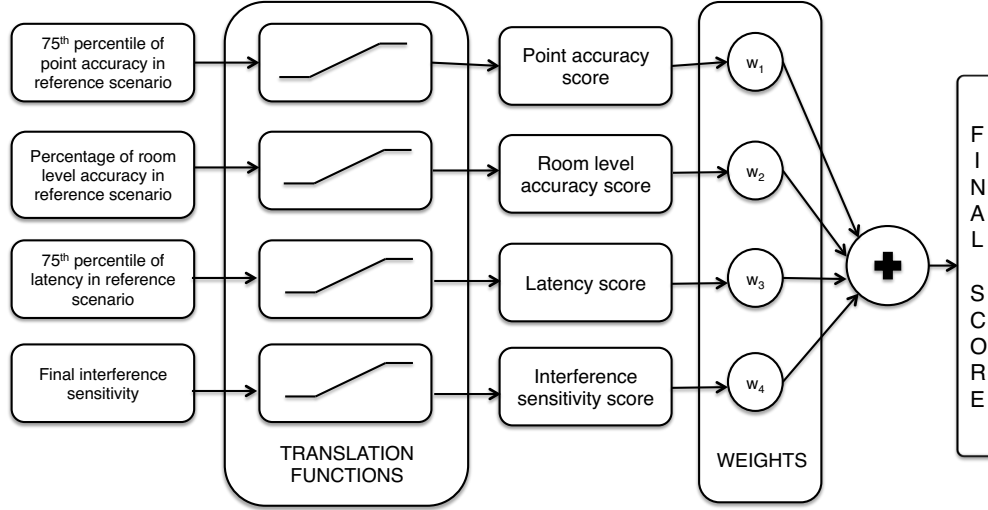 75th percentile of
point accuracy in
reference scenario
Point accuracy
score
w1
Percentage of room
level accuracy in
reference scenario
Room level
accuracy score
w2
75th percentile of
latency in reference
scenario
Latency score
w3
Final interference
sensitivity
Interference
sensitivity score
w4
TRANSLATION
FUNCTIONS
WEIGHTS
FINAL SCORE